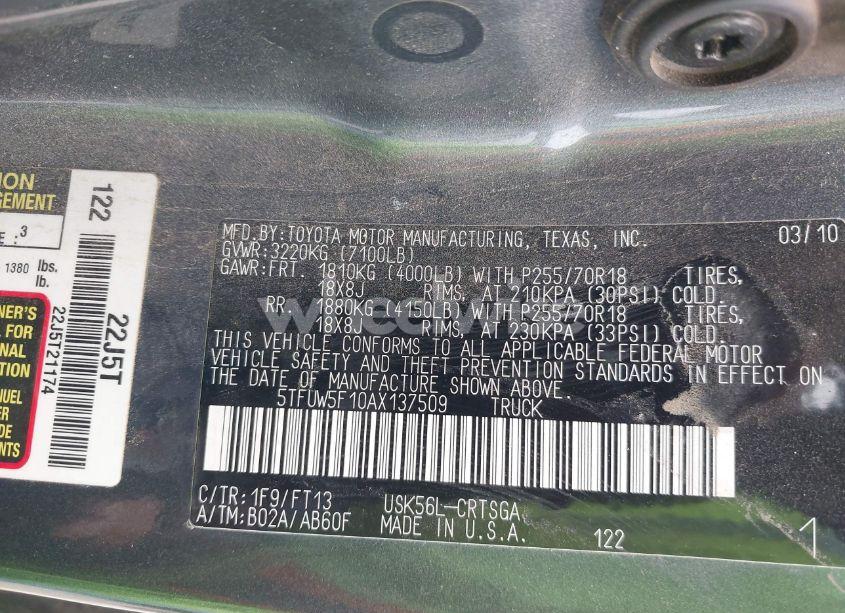 MFD.BY:TOYOTA MOTOR MANUFACTURING, TEXAS, INC. 03/10
GVWR:3220KG (7100LB)
GAWR:FRT. 1810KG (4000LB) WITH P255/70R18 TIRES,
18X8J RIMS, AT 210KPA (30PSI) COLD.
RR. 1880KG (4150LB) WITH P255/70R18 TIRES,
18X8J RIMS, AT 230KPA (33PSI) COLD.
THIS VEHICLE CONFORMS TO ALL APPLICABLE FEDERAL MOTOR
VEHICLE SAFETY AND THEFT PREVENTION STANDARDS IN EFFECT ON
THE DATE OF MANUFACTURE SHOWN ABOVE.
5TFUW5F10AX137509 TRUCK
C/TR:1F9/FT13 USK56L-CRTSGA
A/TM:B02A/AB60F MADE IN U.S.A. 122 1
ION
GEMENT
E : 3
1380 lbs.
lb.
NER'S
FOR
ONAL
TION
NUEL
ER
DE
NTS
122
22J5T
22J5T21174